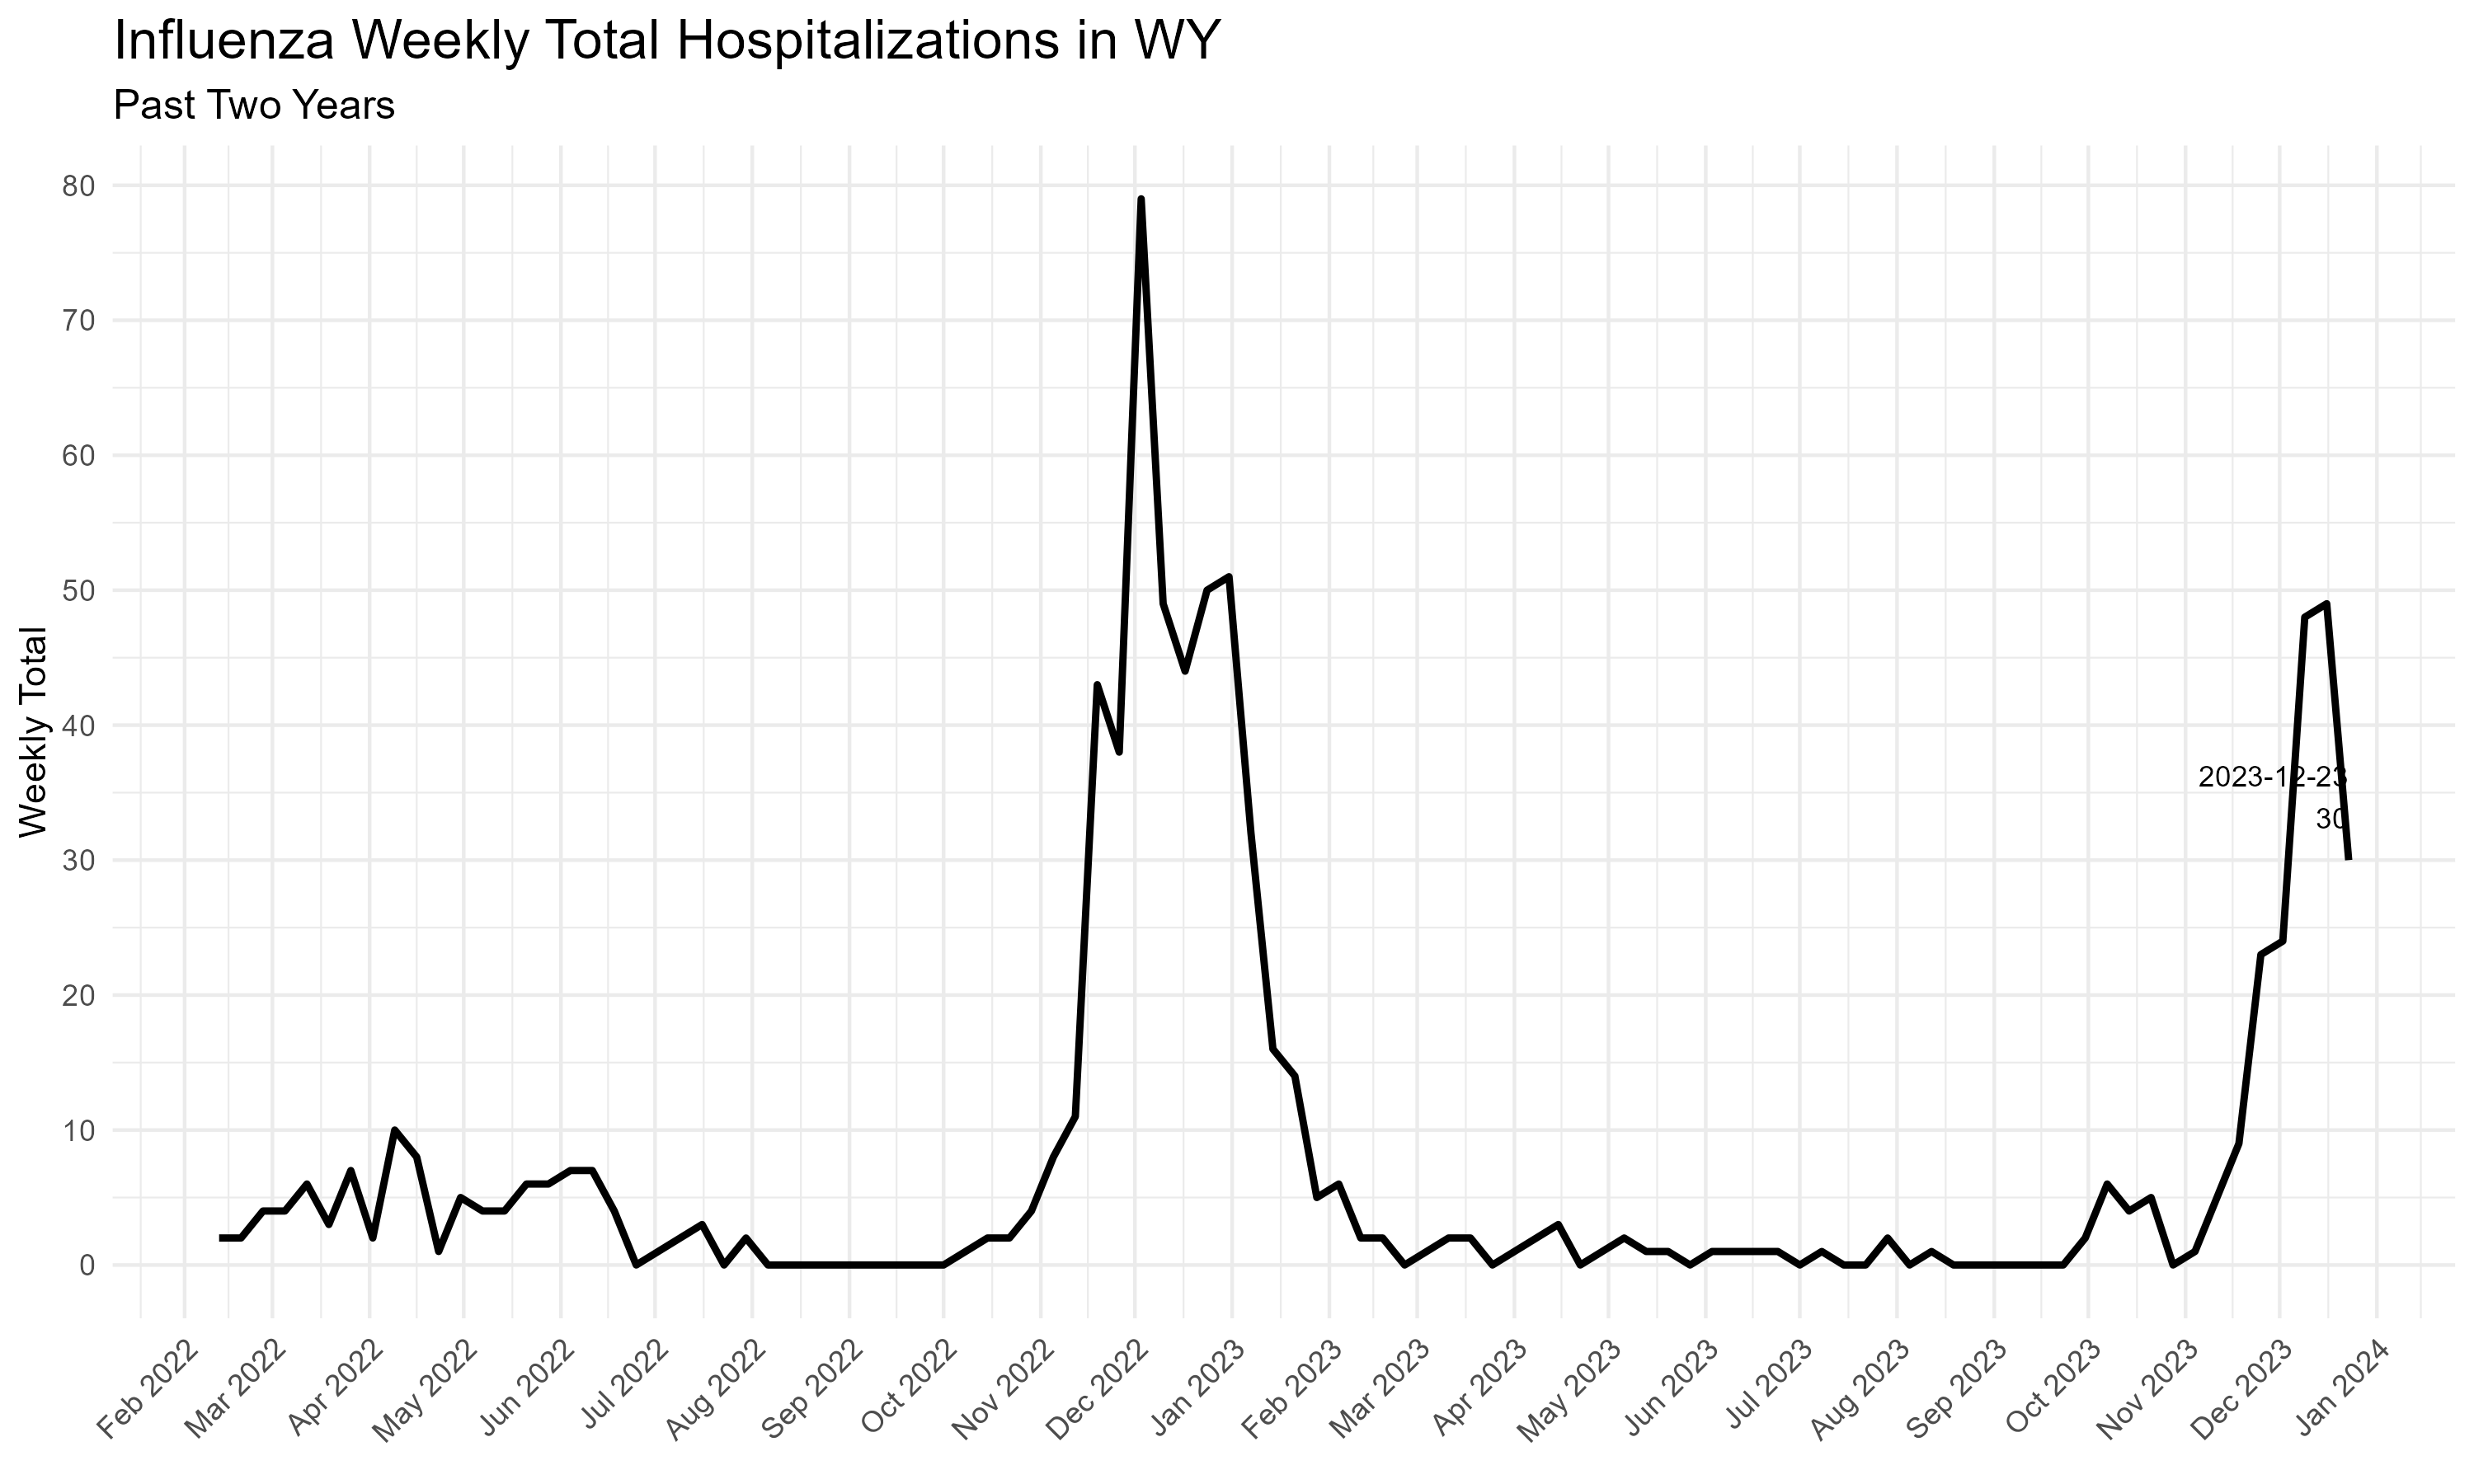 Influenza Weekly Total Hospitalizations in WY
Past Two Years
Weekly Total
80
70
60
50
40
30
20
10
0
2023-12-23
30
Feb 2022
Mar 2022
Apr 2022
May 2022
Jun 2022
Jul 2022
Aug 2022
Sep 2022
Oct 2022
Nov 2022
Dec 2022
Jan 2023
Feb 2023
Mar 2023
Apr 2023
May 2023
Jun 2023
Jul 2023
Aug 2023
Sep 2023
Oct 2023
Nov 2023
Dec 2023
Jan 2024